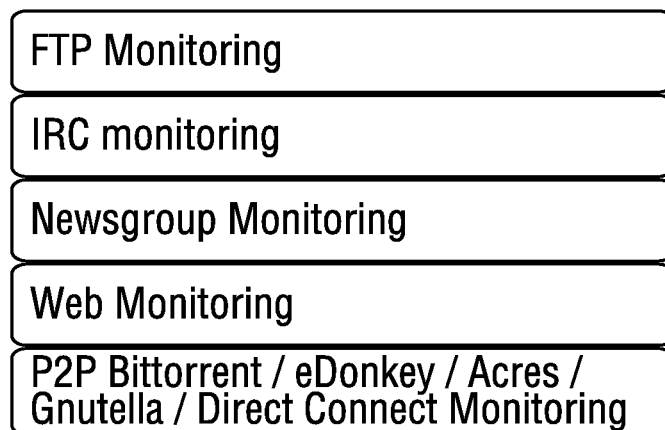 FTP Monitoring
IRC monitoring
Newsgroup Monitoring
Web Monitoring
P2P Bittorrent / eDonkey / Acres /
Gnutella / Direct Connect Monitoring